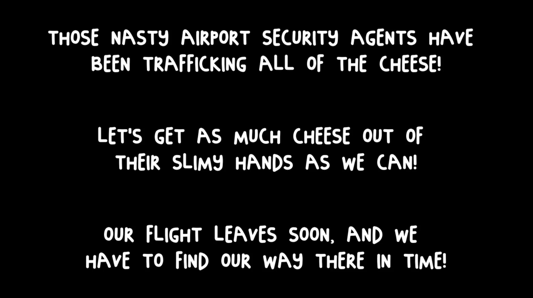 THOSE NASTY AIRPORT SECURITY AGENTS HAVE
BEEN TRAFFICKING ALL OF THE CHEESE!
LET'S GET AS MUCH CHEESE OUT OF
THEIR SLIMY HANDS AS WE CAN!
OUR FLIGHT LEAVES SOON, AND WE
HAVE TO FIND OUR WAY THERE IN TIME!